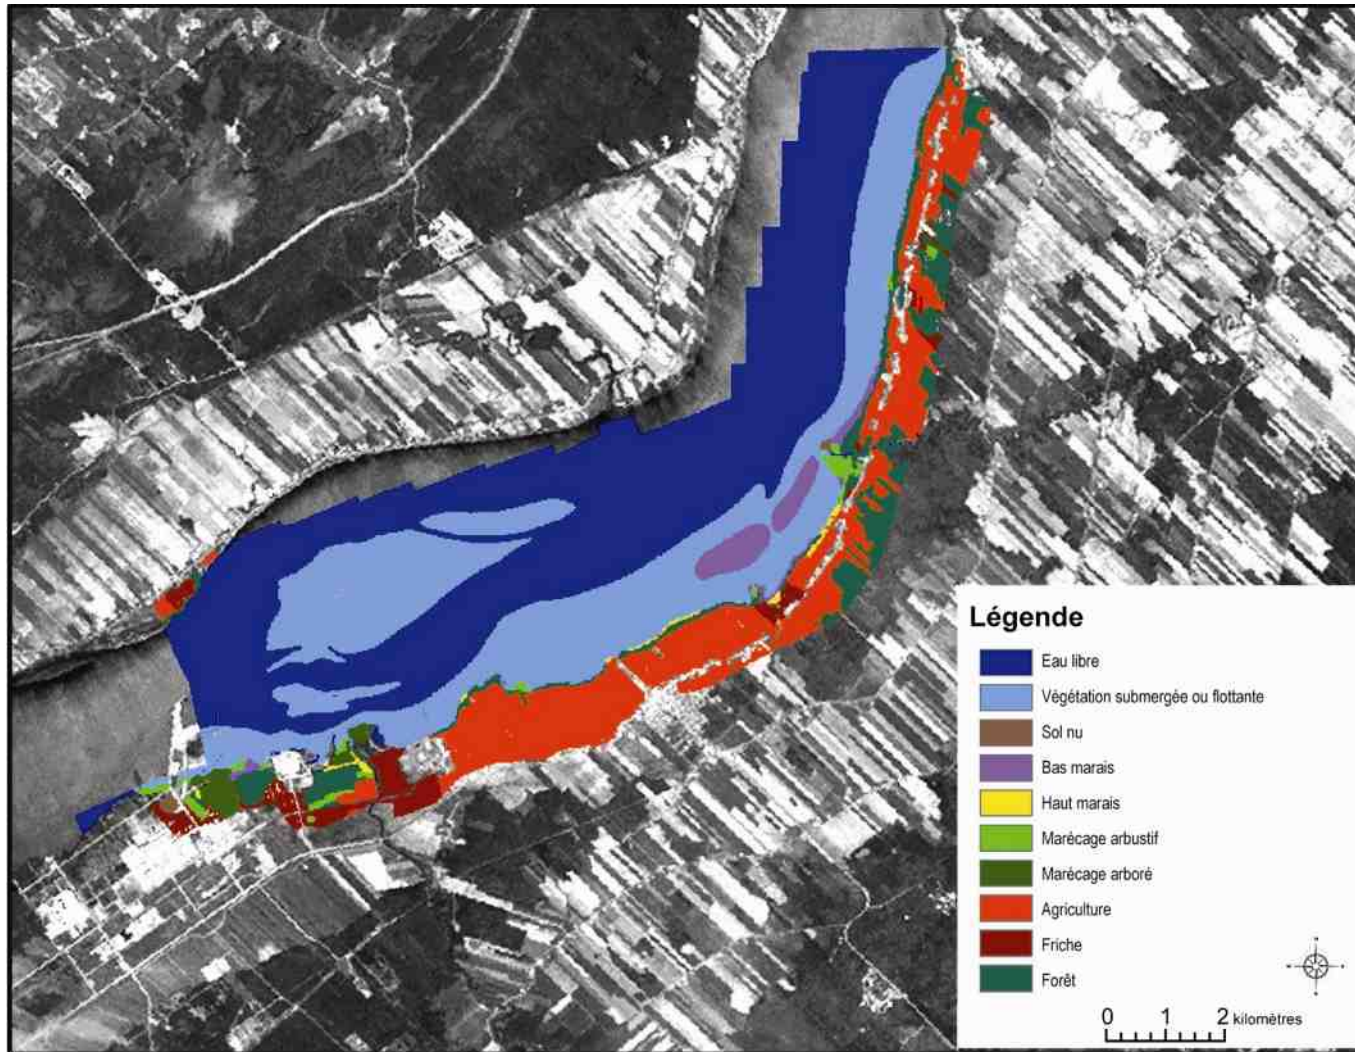 Légende
Eau libre
Végétation submergée ou flottante
Sol nu
Bas marais
Haut marais
Marécage arbustif
Marécage arboré
Agriculture
Friche
Forêt
0 1 2 kilomètres